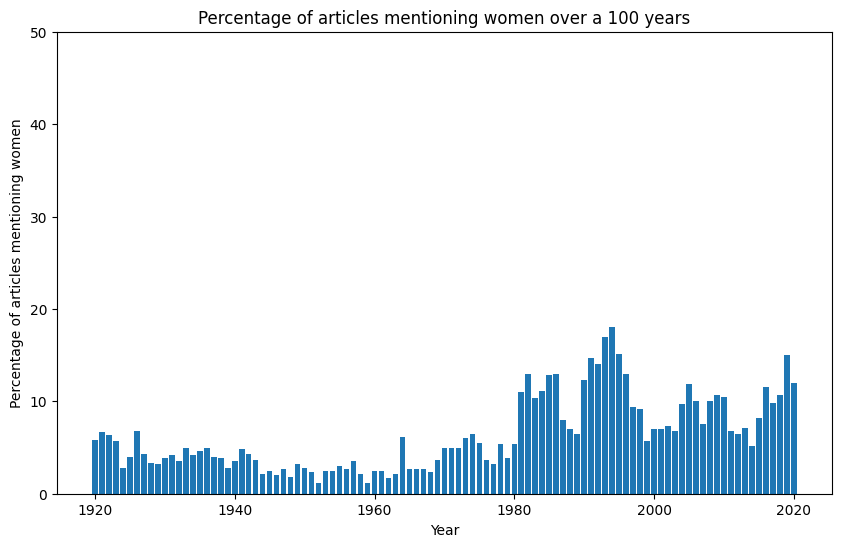 Percentage of articles mentioning women over a 100 years
Percentage of articles mentioning women
50
40
30
20
10
0
1920 1940 1960 1980 2000 2020
Year